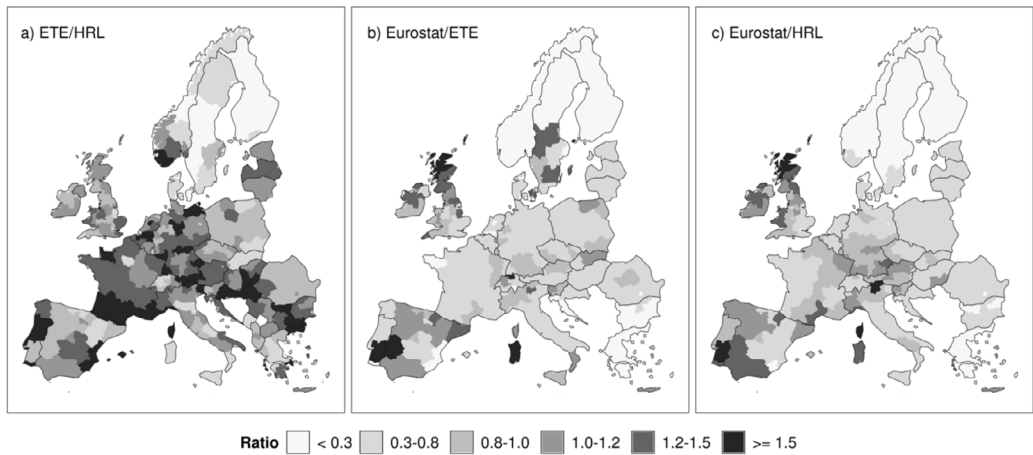 a) ETE/HRL
b) Eurostat/ETE
c) Eurostat/HRL
Ratio < 0.3 0.3-0.8 0.8-1.0 1.0-1.2 1.2-1.5 >= 1.5